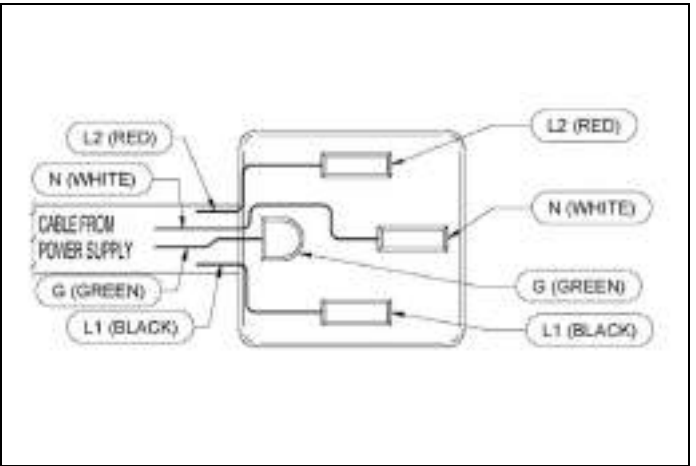 L2 (RED)
N (WHITE)
CABLE FROM
POWER SUPPLY
G (GREEN)
L1 (BLACK)
L2 (RED)
N (WHITE)
G (GREEN)
L1 (BLACK)